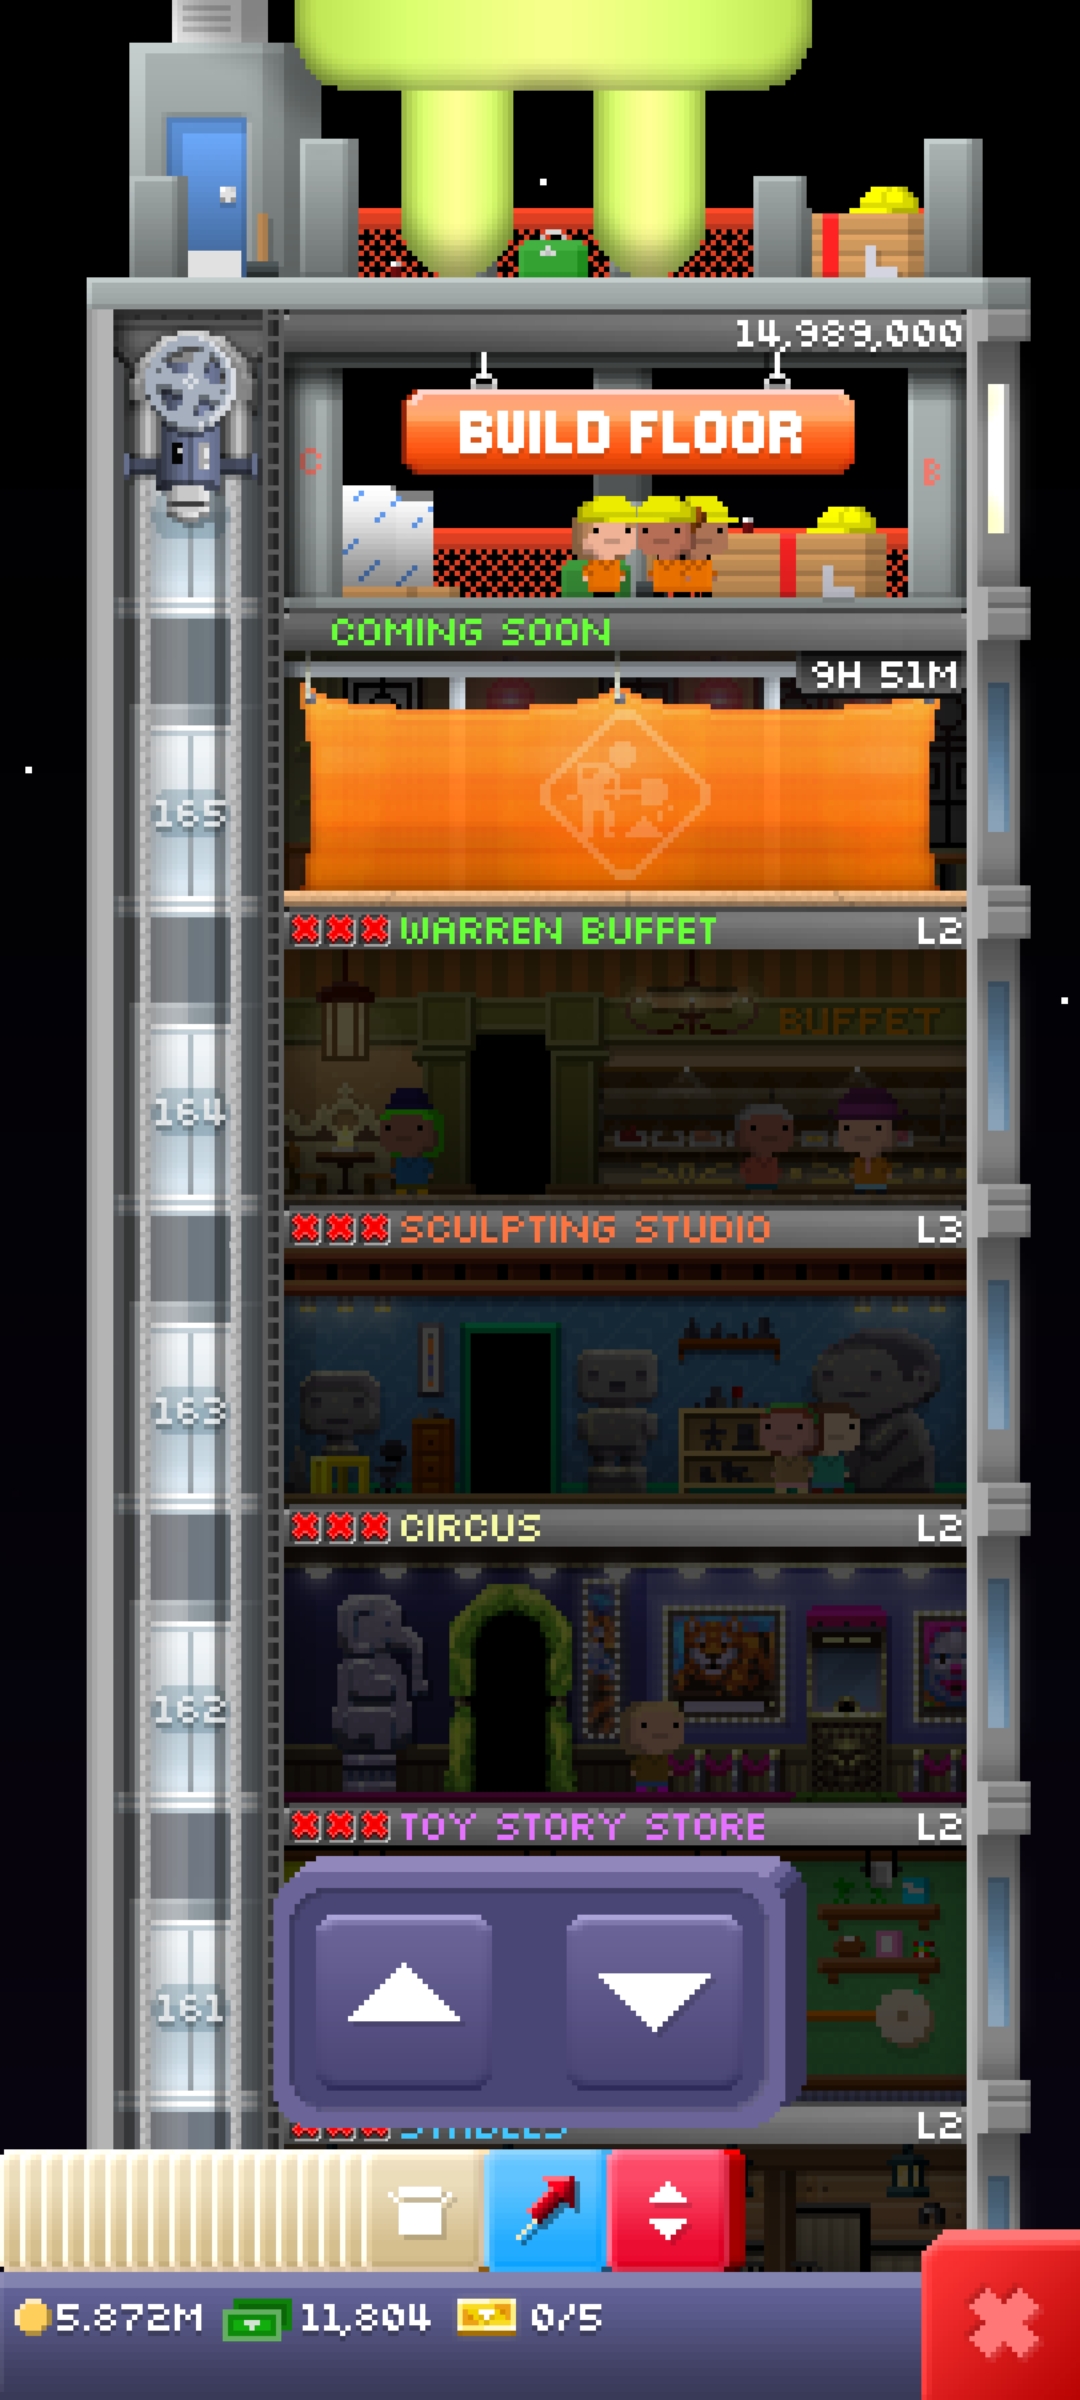 14,989,000
BUILD FLOOR
C
B
COMING SOON
9H 51M
165
WARREN BUFFET L2
BUFFET
164
SCULPTING STUDIO L3
163
CIRCUS L2
162
TOY STORY STORE L2
161
STABLES L2
5.872M 11,804 0/5